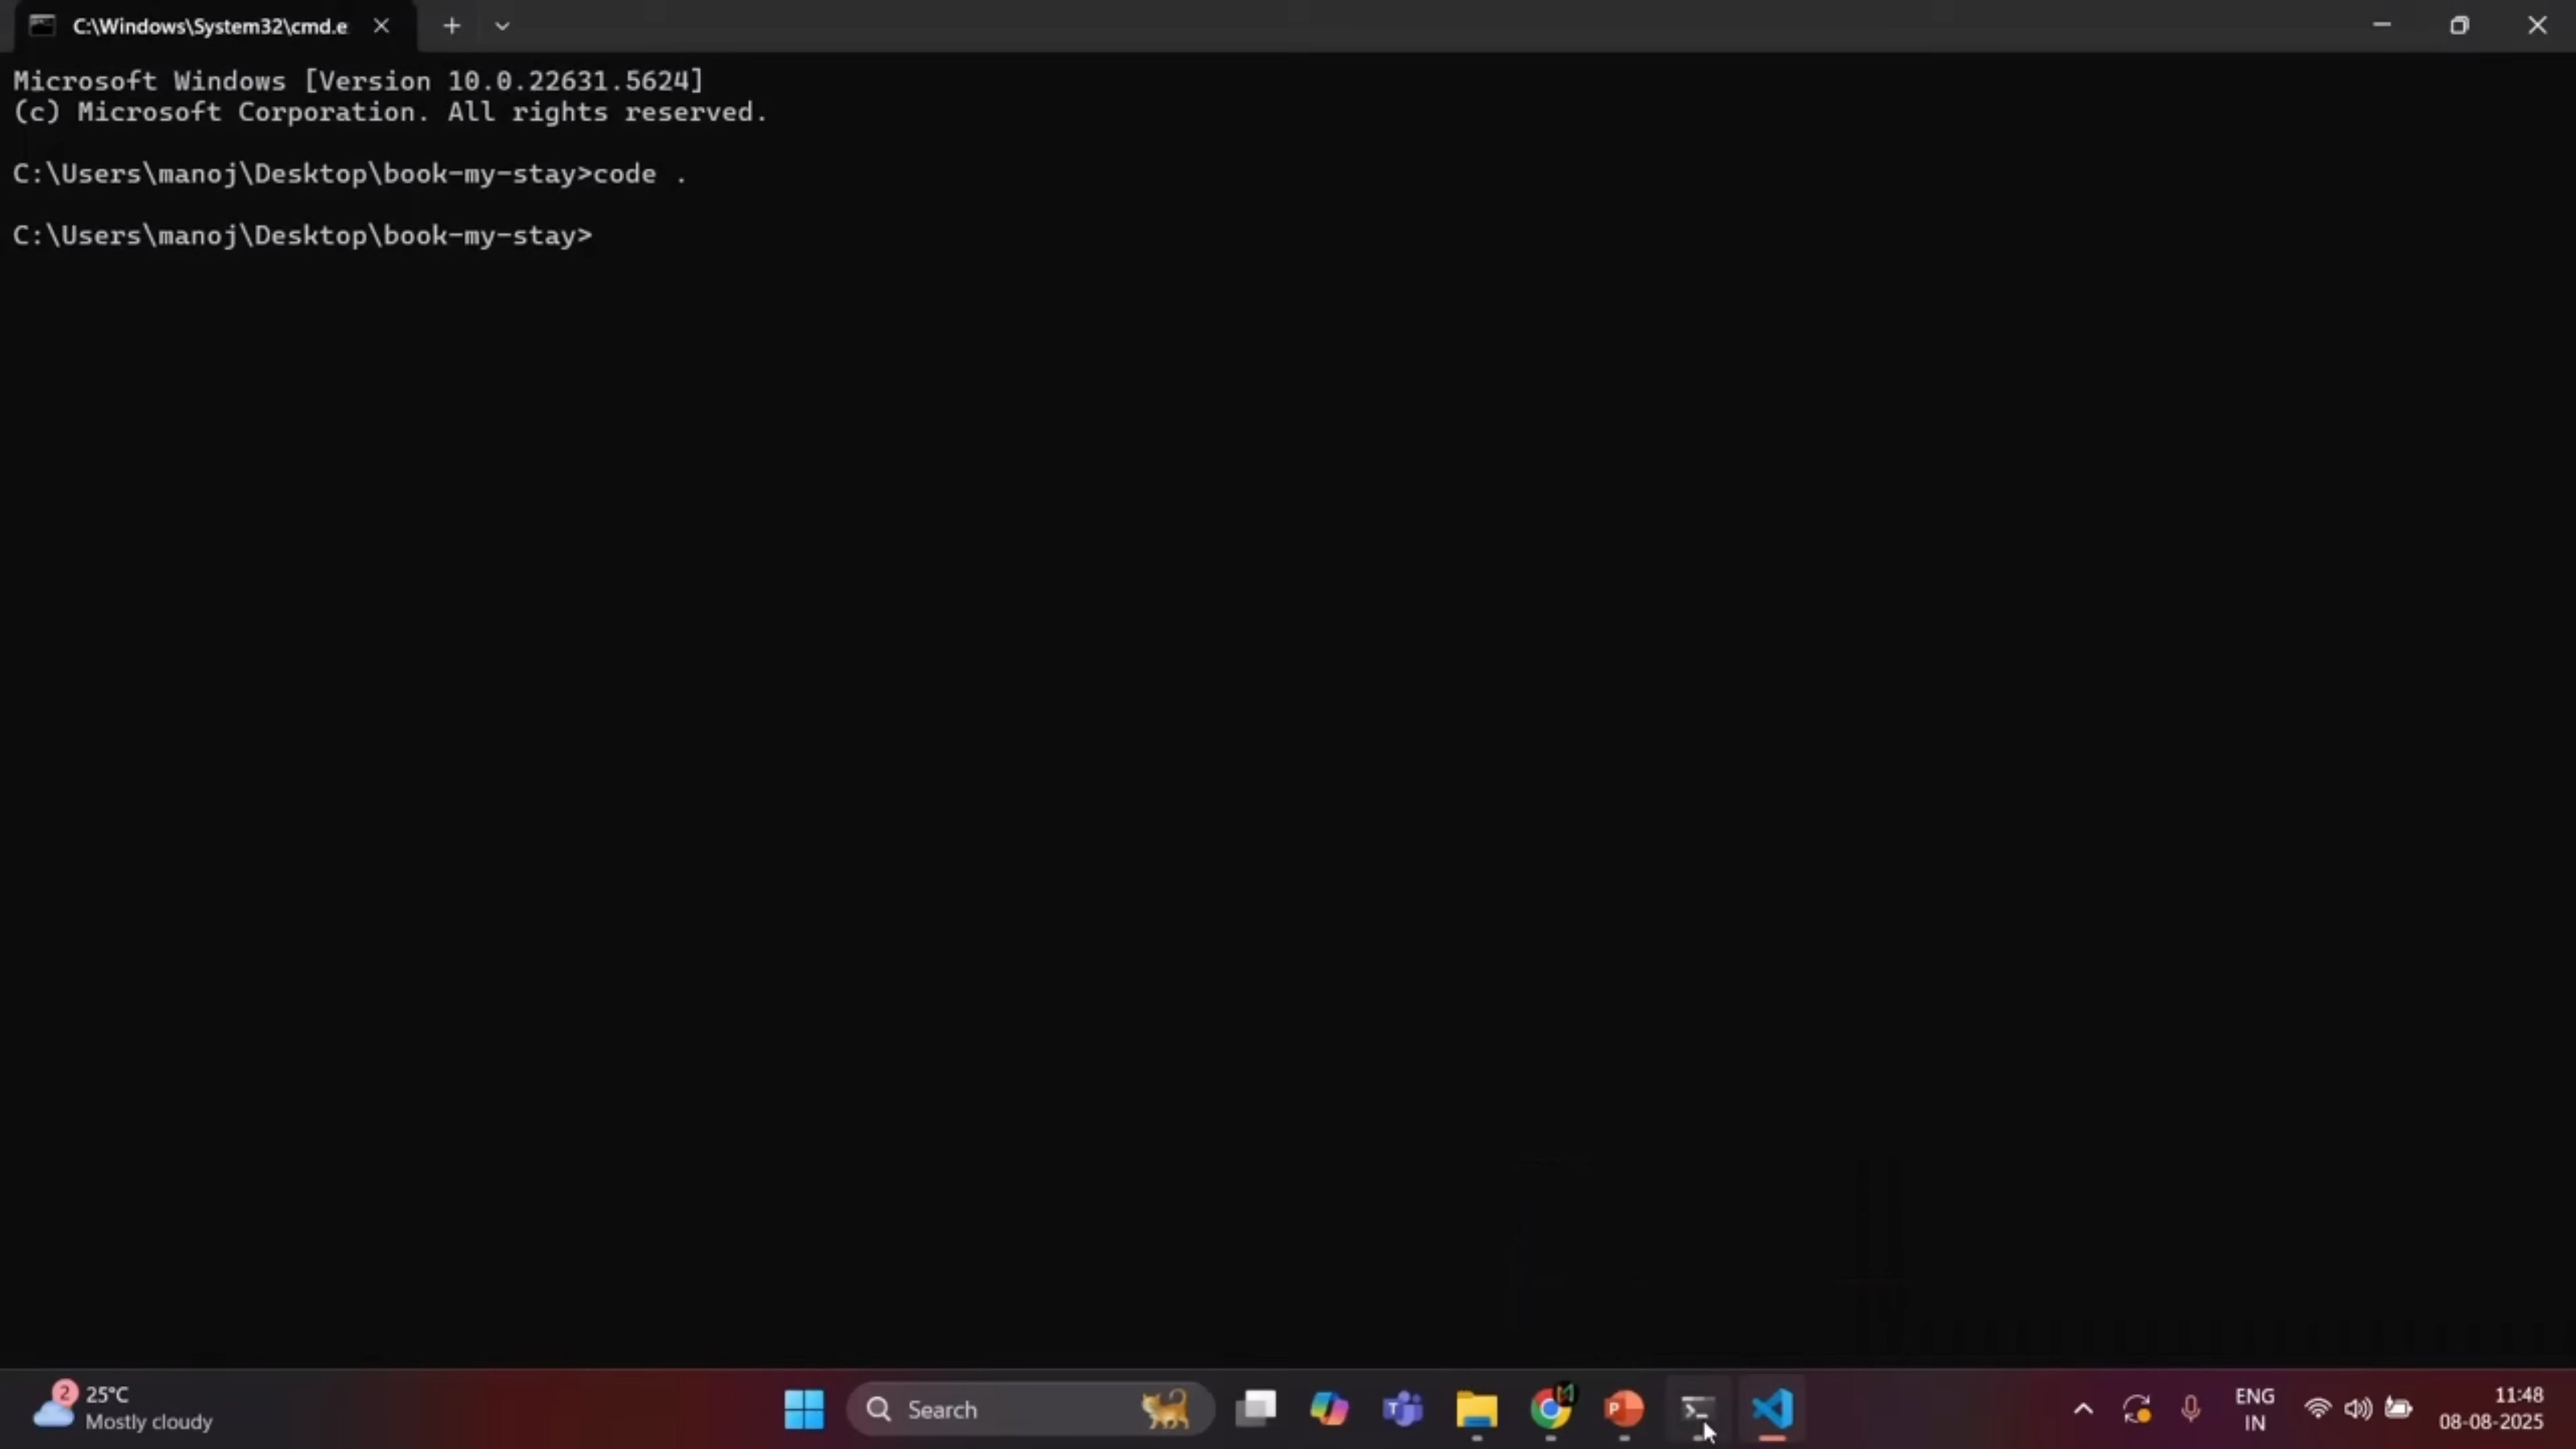 C:\Windows\System32\cmd.e
Microsoft Windows [Version 10.0.22631.5624]
(c) Microsoft Corporation. All rights reserved.
C:\Users\manoj\Desktop\book-my-stay>code .
C:\Users\manoj\Desktop\book-my-stay>
2
25°C
Mostly cloudy
Search
ENG
IN
11:48
08-08-2025